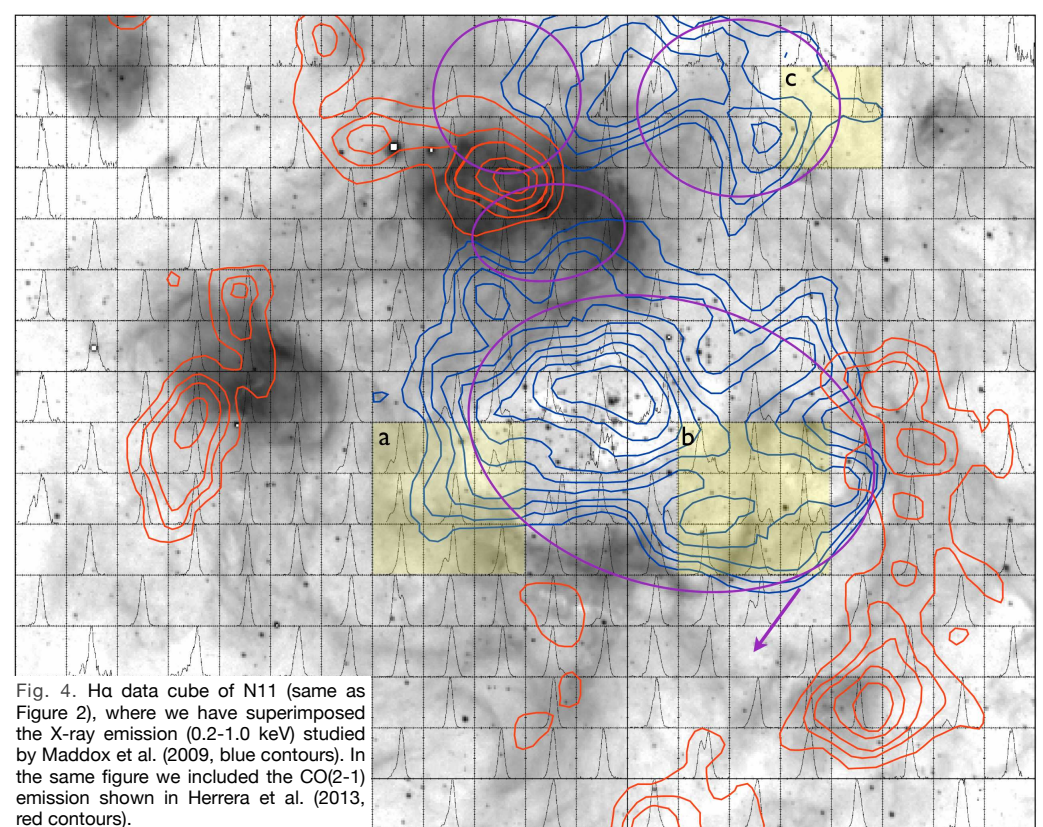 c
a
b
Fig. 4. Hα data cube of N11 (same as
Figure 2), where we have superimposed
the X-ray emission (0.2-1.0 keV) studied
by Maddox et al. (2009, blue contours). In
the same figure we included the CO(2-1)
emission shown in Herrera et al. (2013,
red contours).